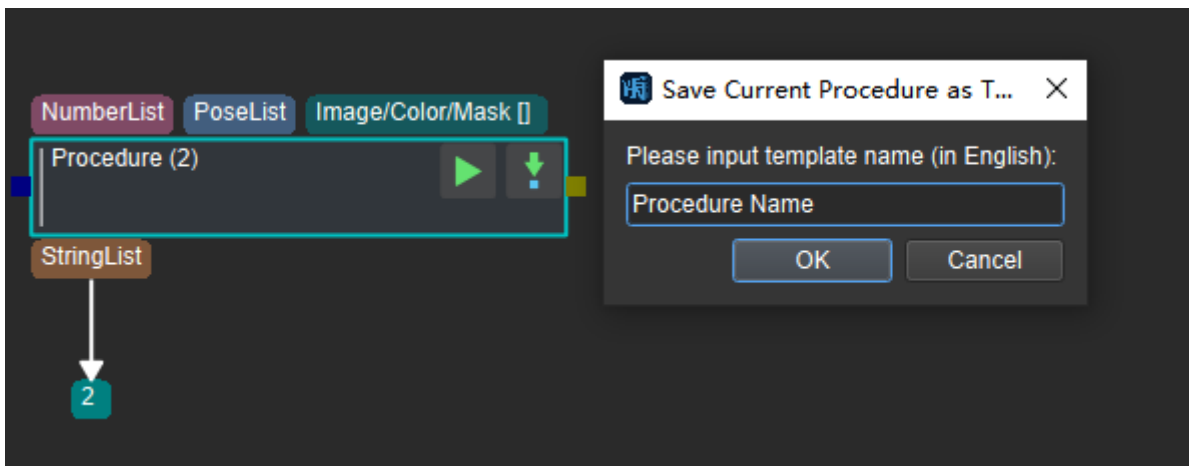 NumberList PoseList Image/Color/Mask []
Procedure (2)
StringList
2
Save Current Procedure as T...
Please input template name (in English):
Procedure Name
OK Cancel